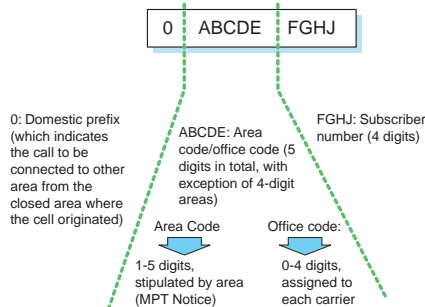 0 ABCDE FGHJ
0: Domestic prefix
(which indicates
the call to be
connected to other
area from the
closed area where
the cell originated)
ABCDE: Area
code/office code (5
digits in total, with
exception of 4-digit
areas)
FGHJ: Subscriber
number (4 digits)
Area Code
1-5 digits,
stipulated by area
(MPT Notice)
Office code:
0-4 digits,
assigned to
each carrier